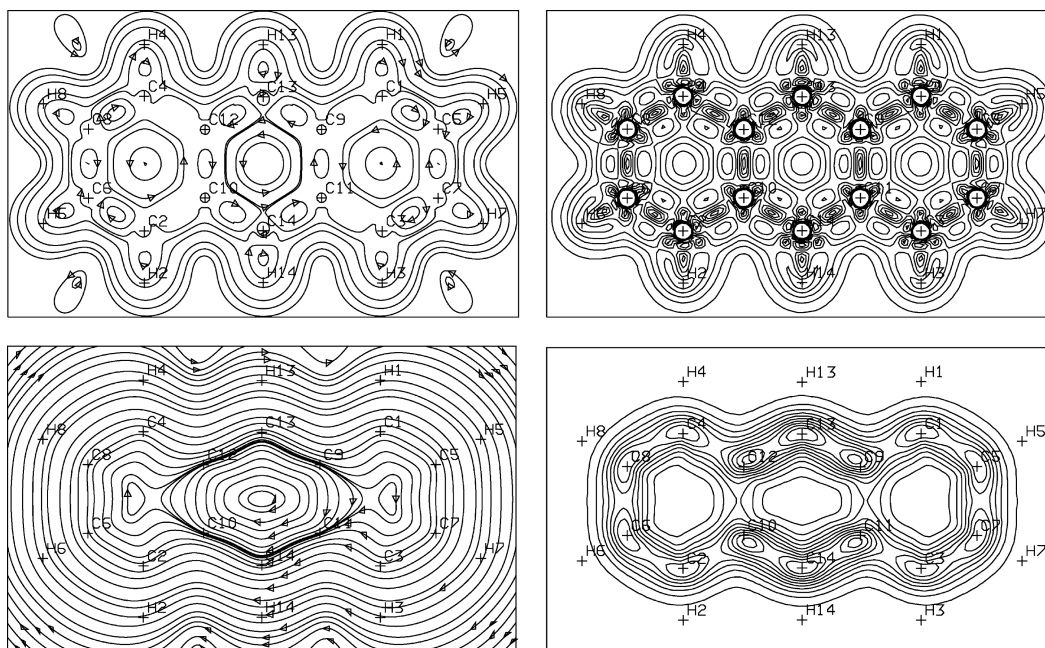 H4 H13 H1
C4 C13 C1
H8 H5
C8 C12 C9 C5
C6 C10 C11 C7
H6 H7
C2 C14 C3
H2 H14 H3
H4 H13 H1
H8 H5
H7
H2 H14 H3
H4 H13 H1
C4 C13 C1
H8 H5
C8 C12 C9 C5
C6 C10 C11 C7
H6 H7
C2 C14 C3
H2 H14 H3
H4 H13 H1
C4 C13 C1
H8 H5
C8 C12 C9 C5
C6 C10 C11 C7
H6 H7
C2 C14 C3
H2 H14 H3